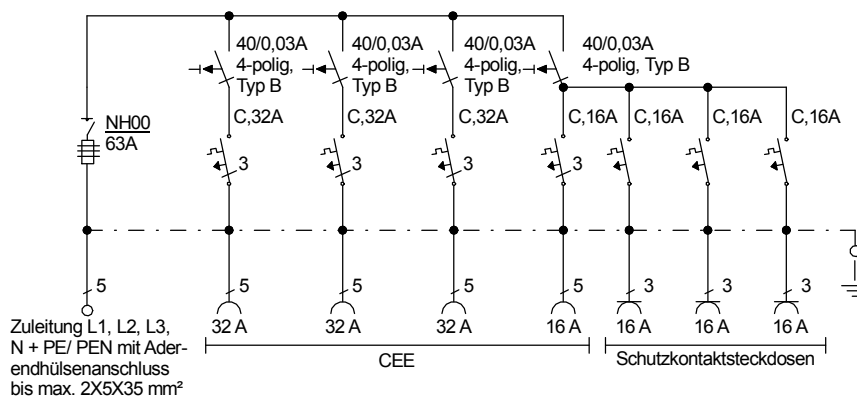 40/0,03A
4-polig,
Typ B
40/0,03A
4-polig,
Typ B
40/0,03A
4-polig,
Typ B
40/0,03A
4-polig, Typ B
NH00
63A
C,32A
C,32A
C,32A
C,16A
C,16A
C,16A
C,16A
3
3
3
3
5
5
5
5
5
3
3
3
32 A
32 A
32 A
16 A
16 A
16 A
16 A
Zuleitung L1, L2, L3,
N + PE/ PEN mit Ader-
endhülsenanschluss
bis max. 2X5X35 mm²
CEE
Schutzkontaktsteckdosen